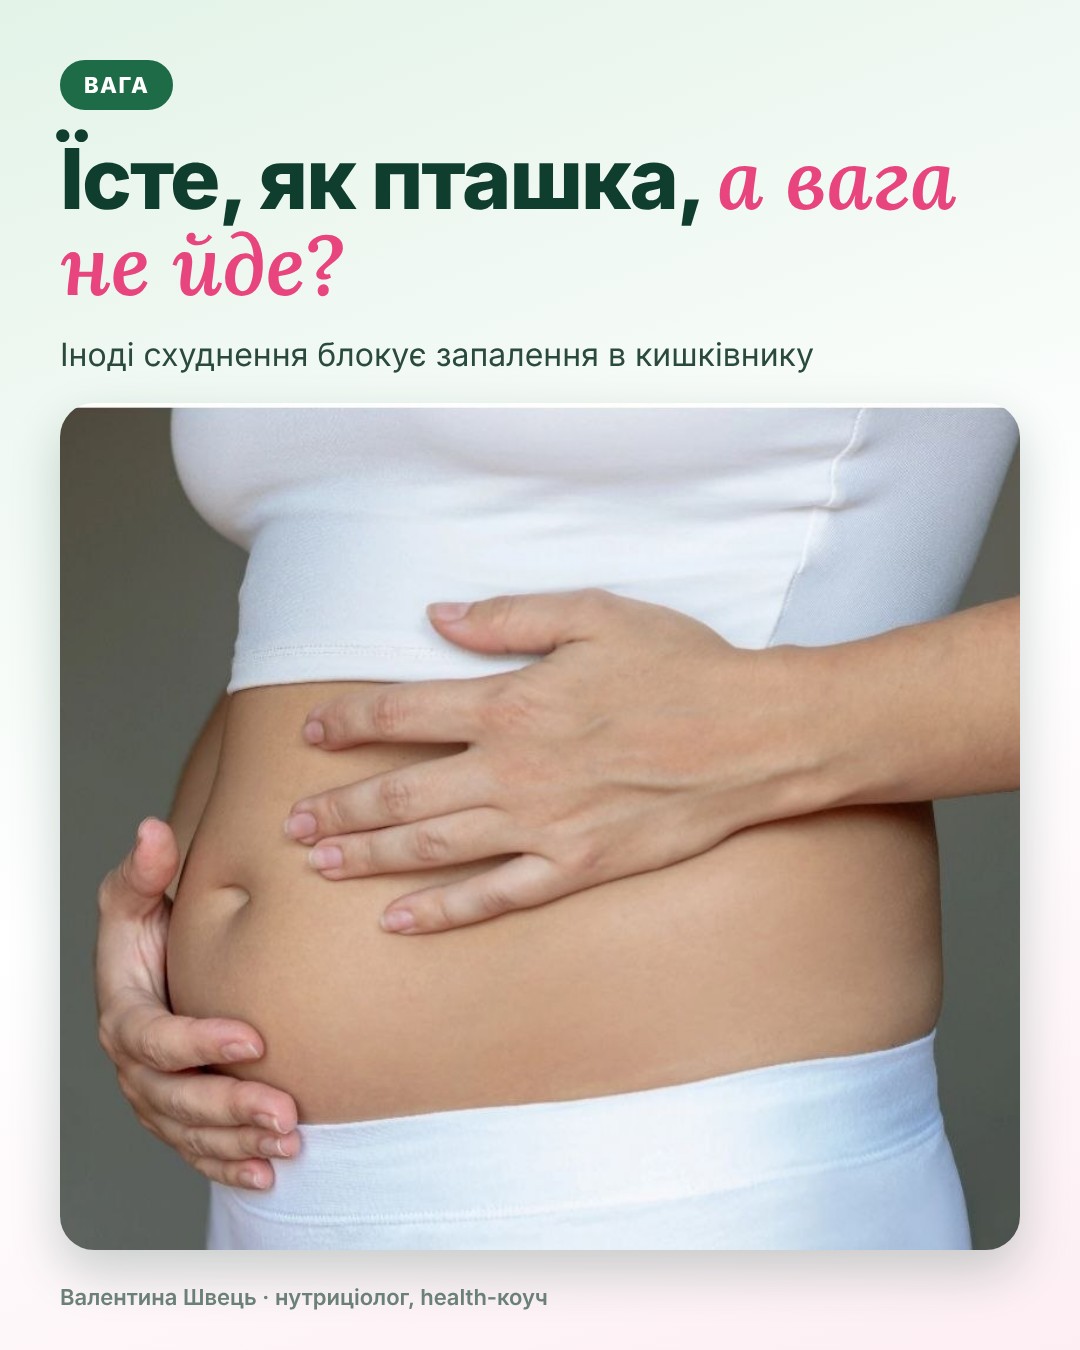 ВАГА
Їсте, як пташка, а вага
не йде?
Іноді схуднення блокує запалення в кишківнику
Валентина Швець · нутриціолог, health-коуч